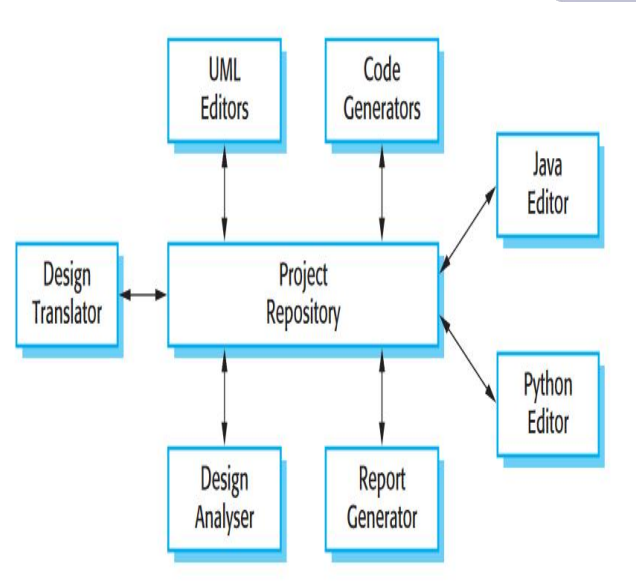 UML
Editors
Code
Generators
Java
Editor
Design
Translator
Project
Repository
Python
Editor
Design
Analyser
Report
Generator